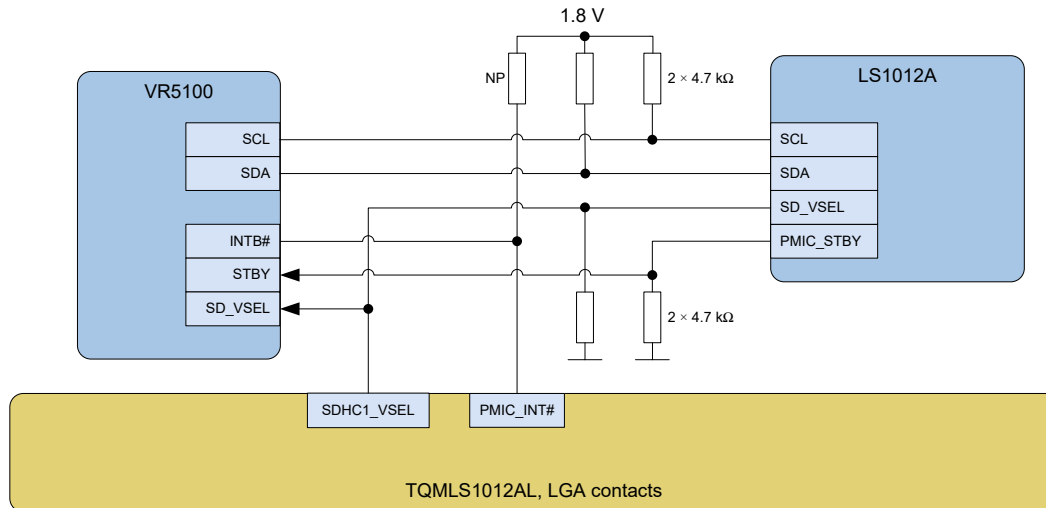 1.8 V
VR5100
NP
2 × 4.7 kΩ
LS1012A
SCL
SCL
SDA
SDA
SD_VSEL
INTB#
PMIC_STBY
STBY
SD_VSEL
2 × 4.7 kΩ
SDHC1_VSEL
PMIC_INT#
TQMLS1012AL, LGA contacts